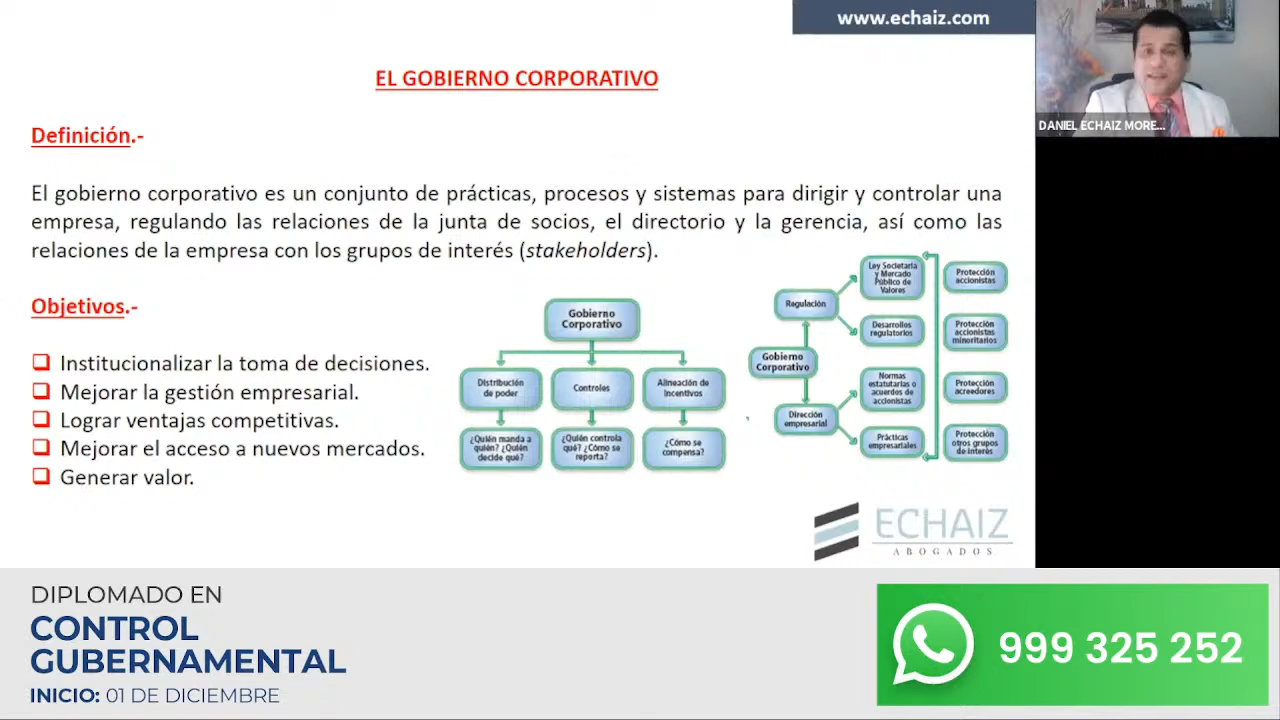 www.echaiz.com
DANIEL ECHAIZ MORE...
EL GOBIERNO CORPORATIVO
Definición.-
El gobierno corporativo es un conjunto de prácticas, procesos y sistemas para dirigir y controlar una
empresa, regulando las relaciones de la junta de socios, el directorio y la gerencia, así como las
relaciones de la empresa con los grupos de interés (stakeholders).
Objetivos.-
Institucionalizar la toma de decisiones.
Mejorar la gestión empresarial.
Lograr ventajas competitivas.
Mejorar el acceso a nuevos mercados.
Generar valor.
Gobierno
Corporativo
Distribución
de poder
Controles
Alineación de
Incentivos
¿Quién manda a
quién? ¿Quién
decide qué?
¿Quién controla
qué? ¿Cómo se
reporta?
¿Cómo se
compensa?
Gobierno
Corporativo
Regulación
Dirección
empresarial
Ley Societaria
y Mercado
Público de
Valores
Desarrollos
regulatorios
Normas
estatutarias o
acuerdos de
accionistas
Prácticas
empresariales
Protección
accionistas
Protección
accionistas
minoritarios
Protección
acreedores
Protección
otros grupos
de interés
ECHAIZ
ABOGADOS
DIPLOMADO EN
CONTROL
GUBERNAMENTAL
INICIO: 01 DE DICIEMBRE
999 325 252